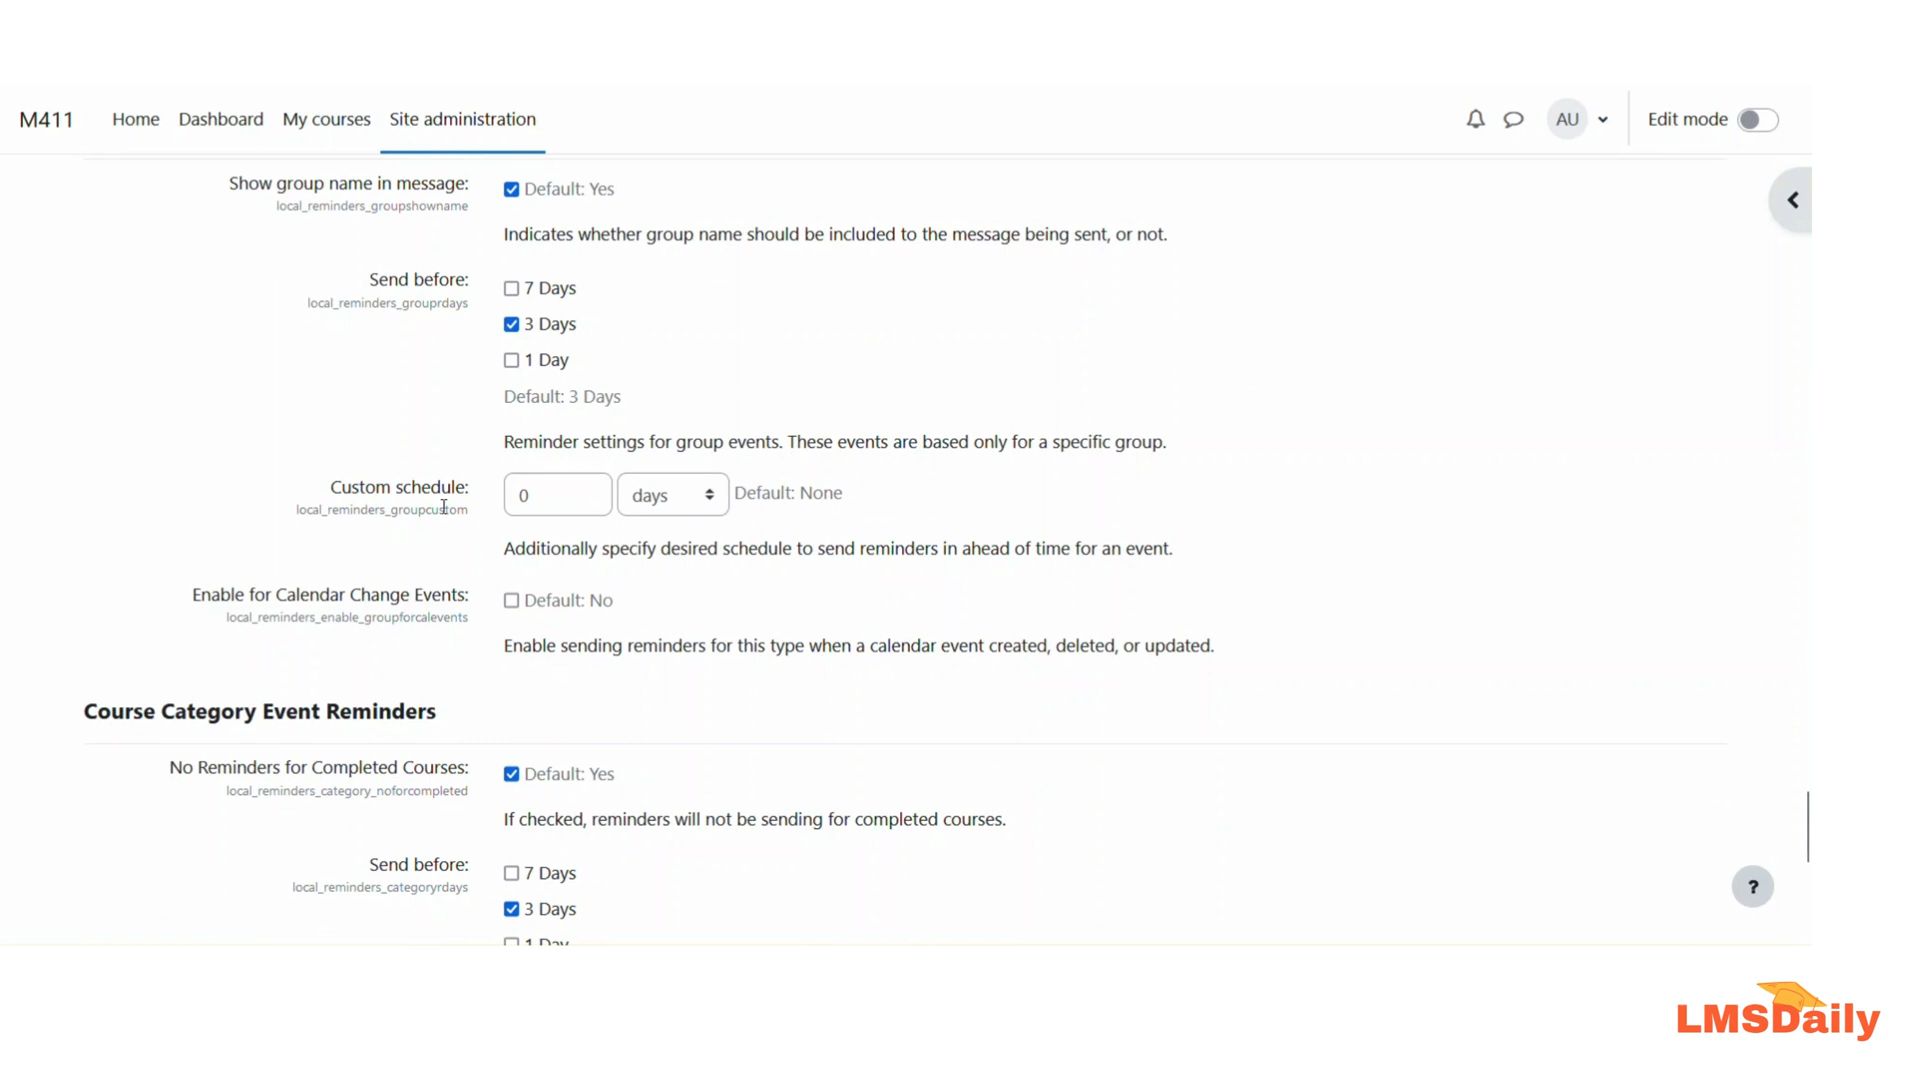 M411 Home Dashboard My courses Site administration AU Edit mode
Show group name in message: Default: Yes
local_reminders_groupshowname
Indicates whether group name should be included to the message being sent, or not.
Send before: 7 Days
local_reminders_grouprdays
3 Days
1 Day
Default: 3 Days
Reminder settings for group events. These events are based only for a specific group.
Custom schedule: 0 days Default: None
local_reminders_groupcustom
Additionally specify desired schedule to send reminders in ahead of time for an event.
Enable for Calendar Change Events: Default: No
local_reminders_enable_groupforcalevents
Enable sending reminders for this type when a calendar event created, deleted, or updated.
Course Category Event Reminders
No Reminders for Completed Courses: Default: Yes
local_reminders_category_noforcompleted
If checked, reminders will not be sending for completed courses.
Send before: 7 Days
local_reminders_categoryrdays
3 Days
1 Day
?
LMSDaily